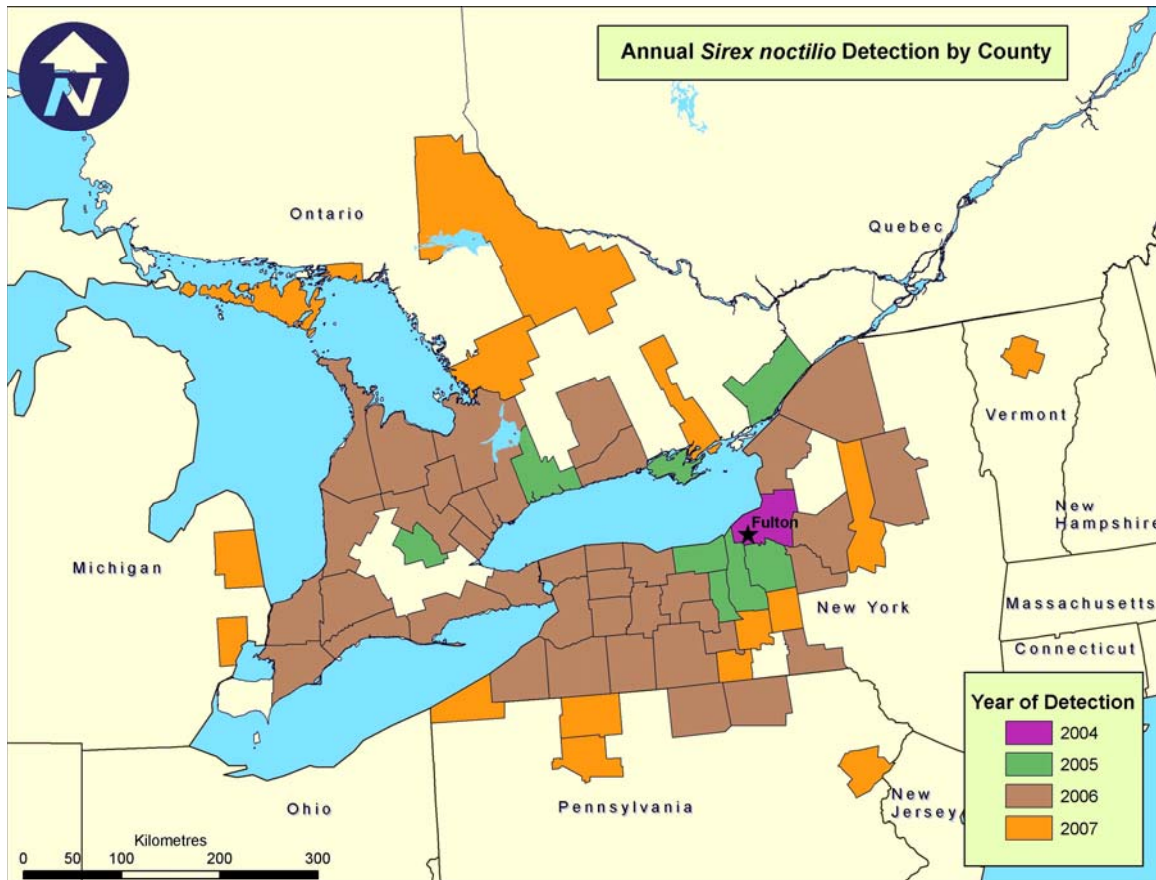 N
Annual Sirex noctilio Detection by County
Ontario
Quebec
Vermont
New
Hampshire
Fulton
Michigan
New York
Massachusetts
Connecticut
Ohio
Pennsylvania
New
Jersey
Year of Detection
2004
2005
2006
2007
Kilometres
0 50 100 200 300